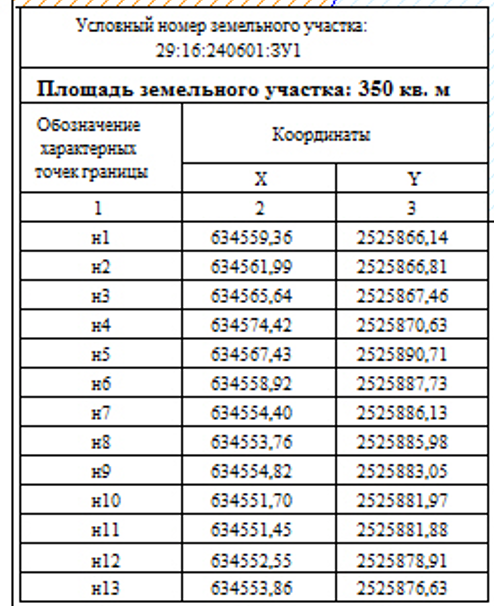 Условный номер земельного участка:
29:16:240601:ЗУ1
Площадь земельного участка: 350 кв. м
Обозначение
характерных
точек границы
Координаты
X Y
1 2 3
н1 634559,36 2525866,14
н2 634561,99 2525866,81
н3 634565,64 2525867,46
н4 634574,42 2525870,63
н5 634567,43 2525890,71
н6 634558,92 2525887,73
н7 634554,40 2525886,13
н8 634553,76 2525885,98
н9 634554,82 2525883,05
н10 634551,70 2525881,97
н11 634551,45 2525881,88
н12 634552,55 2525878,91
н13 634553,86 2525876,63